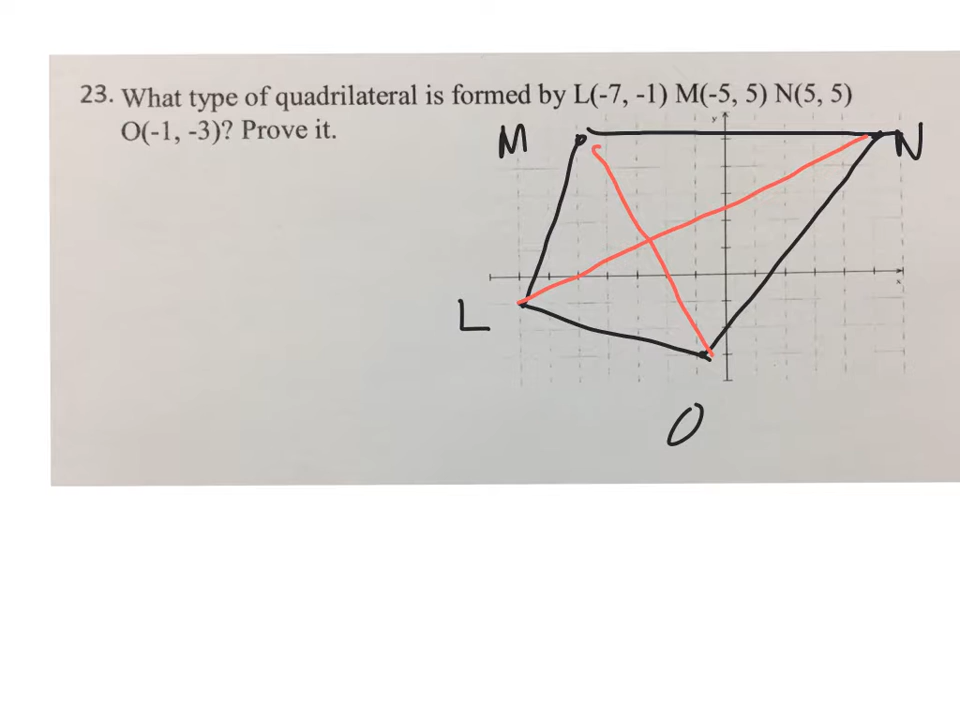 23. What type of quadrilateral is formed by L(-7, -1) M(-5, 5) N(5, 5)
O(-1, -3)? Prove it.
y
M
N
x
L
O